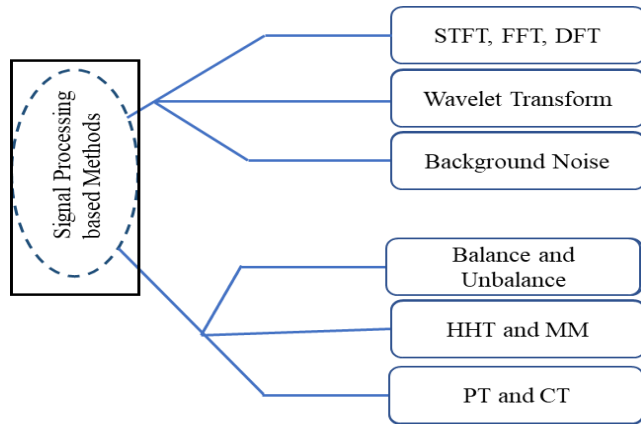 Signal Processing
based Methods
STFT, FFT, DFT
Wavelet Transform
Background Noise
Balance and
Unbalance
HHT and MM
PT and CT